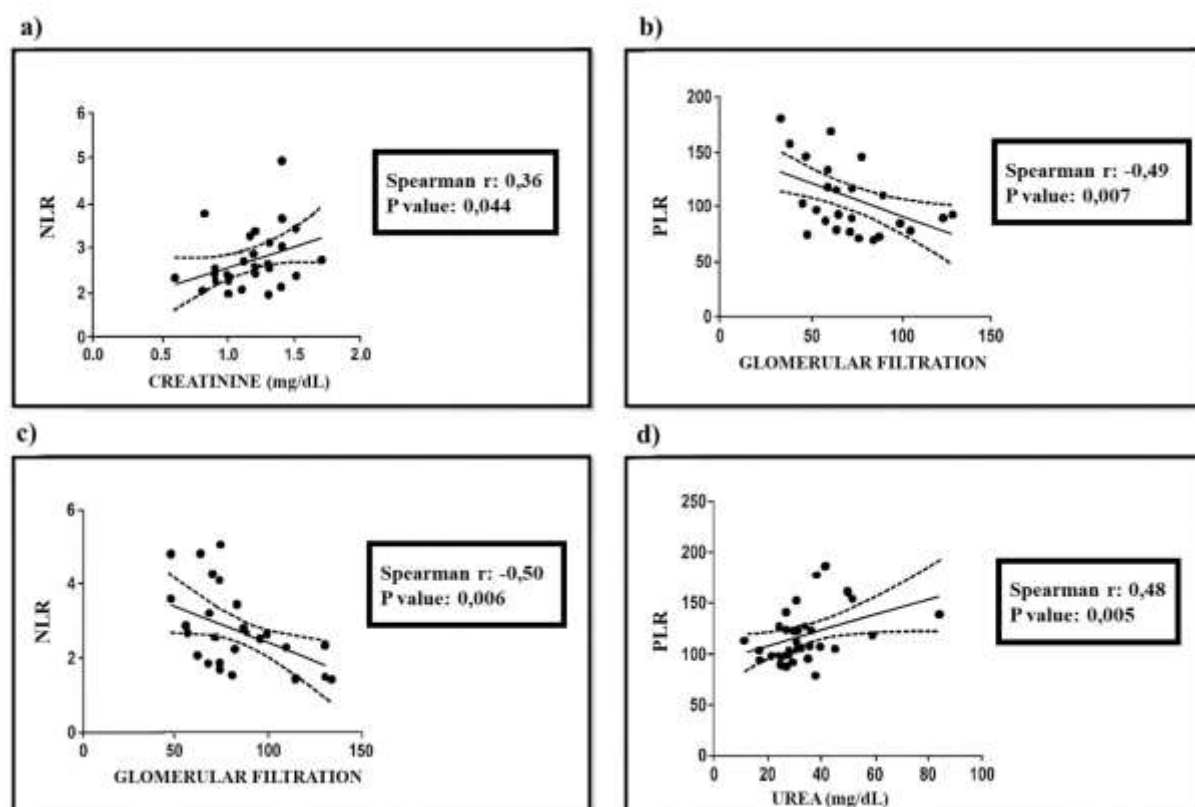 a)
NLR
6
5
4
3
2
1
0
0.0 0.5 1.0 1.5 2.0
CREATININE (mg/dL)
Spearman r: 0,36
P value: 0,044
b)
PLR
200
150
100
50
0
0 50 100 150
GLOMERULAR FILTRATION
Spearman r: -0,49
P value: 0,007
c)
NLR
6
4
2
0
0 50 100 150
GLOMERULAR FILTRATION
Spearman r: -0,50
P value: 0,006
d)
PLR
250
200
150
100
50
0
0 20 40 60 80 100
UREA (mg/dL)
Spearman r: 0,48
P value: 0,005